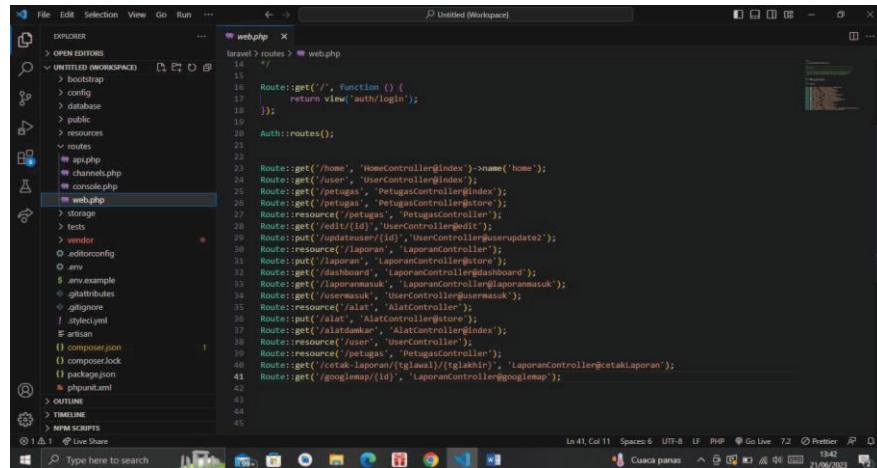 File Edit Selection View Go Run ...
Untitled (Workspace)
EXPLORER
OPEN EDITORS
UNTITLED (WORKSPACE)
bootstrap
config
database
public
resources
routes
api.php
channels.php
console.php
web.php
storage
tests
vendor
.editorconfig
.env
.env.example
.gitattributes
.gitignore
.styleci.yml
artisan
composer.json 1
composer.lock
package.json
phpunit.xml
OUTLINE
TIMELINE
NPM SCRIPTS
web.php
laravel > routes > web.php
14 */
15
16 Route::get('/', function () {
17 return view('auth/login');
18 });
19
20 Auth::routes();
21
22
23 Route::get('/home', 'HomeController@index')->name('home');
24 Route::get('/user', 'UserController@index');
25 Route::get('/petugas', 'PetugasController@index');
26 Route::get('/petugas', 'PetugasController@store');
27 Route::resource('/petugas', 'PetugasController');
28 Route::get('/edit/{id}','UserController@edit');
29 Route::put('/updateuser/{id}','UserController@userupdate2');
30 Route::resource('/laporan', 'LaporanController');
31 Route::put('/laporan', 'LaporanController@store');
32 Route::get('/dashboard', 'LaporanController@dashboard');
33 Route::get('/laporanmasuk', 'LaporanController@laporanmasuk');
34 Route::get('/usermasuk', 'UserController@usermasuk');
35 Route::resource('/alat', 'AlatController');
36 Route::put('/alat', 'AlatController@store');
37 Route::get('/alatdamkar', 'AlatController@index');
38 Route::resource('/user', 'UserController');
39 Route::resource('/petugas', 'PetugasController');
40 Route::get('/cetak-laporan/{tglawal}/{tglakhir}', 'LaporanController@cetakLaporan');
41 Route::get('/googlemap/{id}', 'LaporanController@googlemap');
42
43
44
45
1 1 Live Share
Ln 41, Col 11 Spaces: 6 UTF-8 LF PHP Go Live 7.2 Prettier
Type here to search
Cuaca panas
13:42
21/06/2023